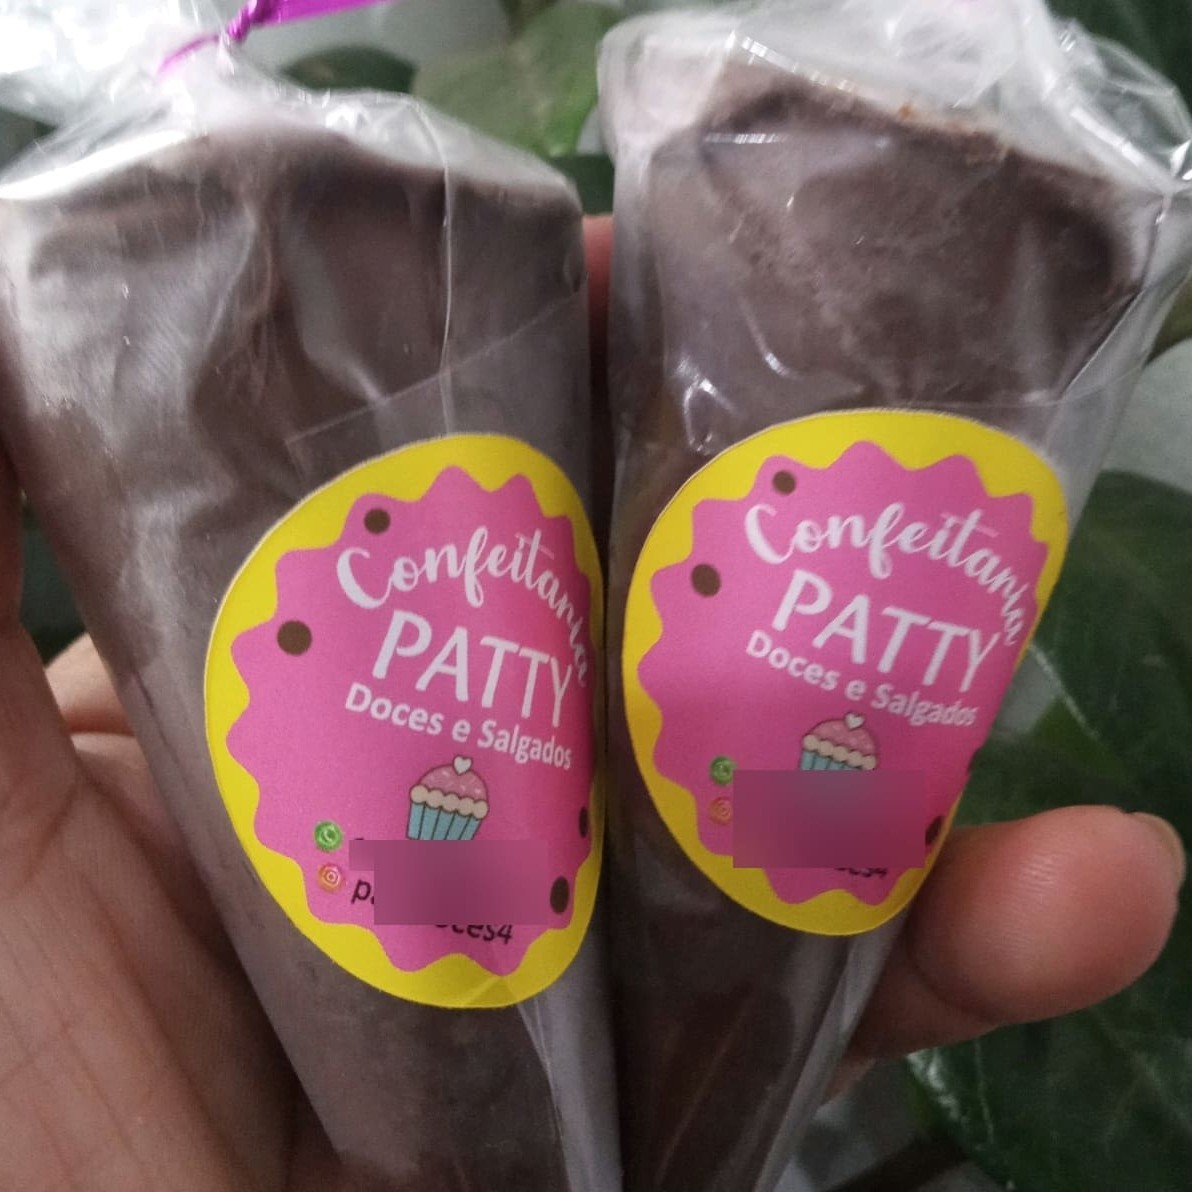 Confeitaria
PATTY
Doces e Salgados
Confeitaria
PATTY
Doces e Salgados